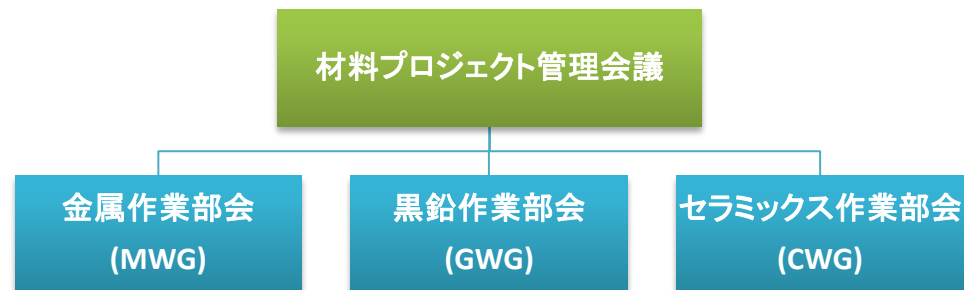 材料プロジェクト管理会議
金属作業部会
(MWG)
黒鉛作業部会
(GWG)
セラミックス作業部会
(CWG)